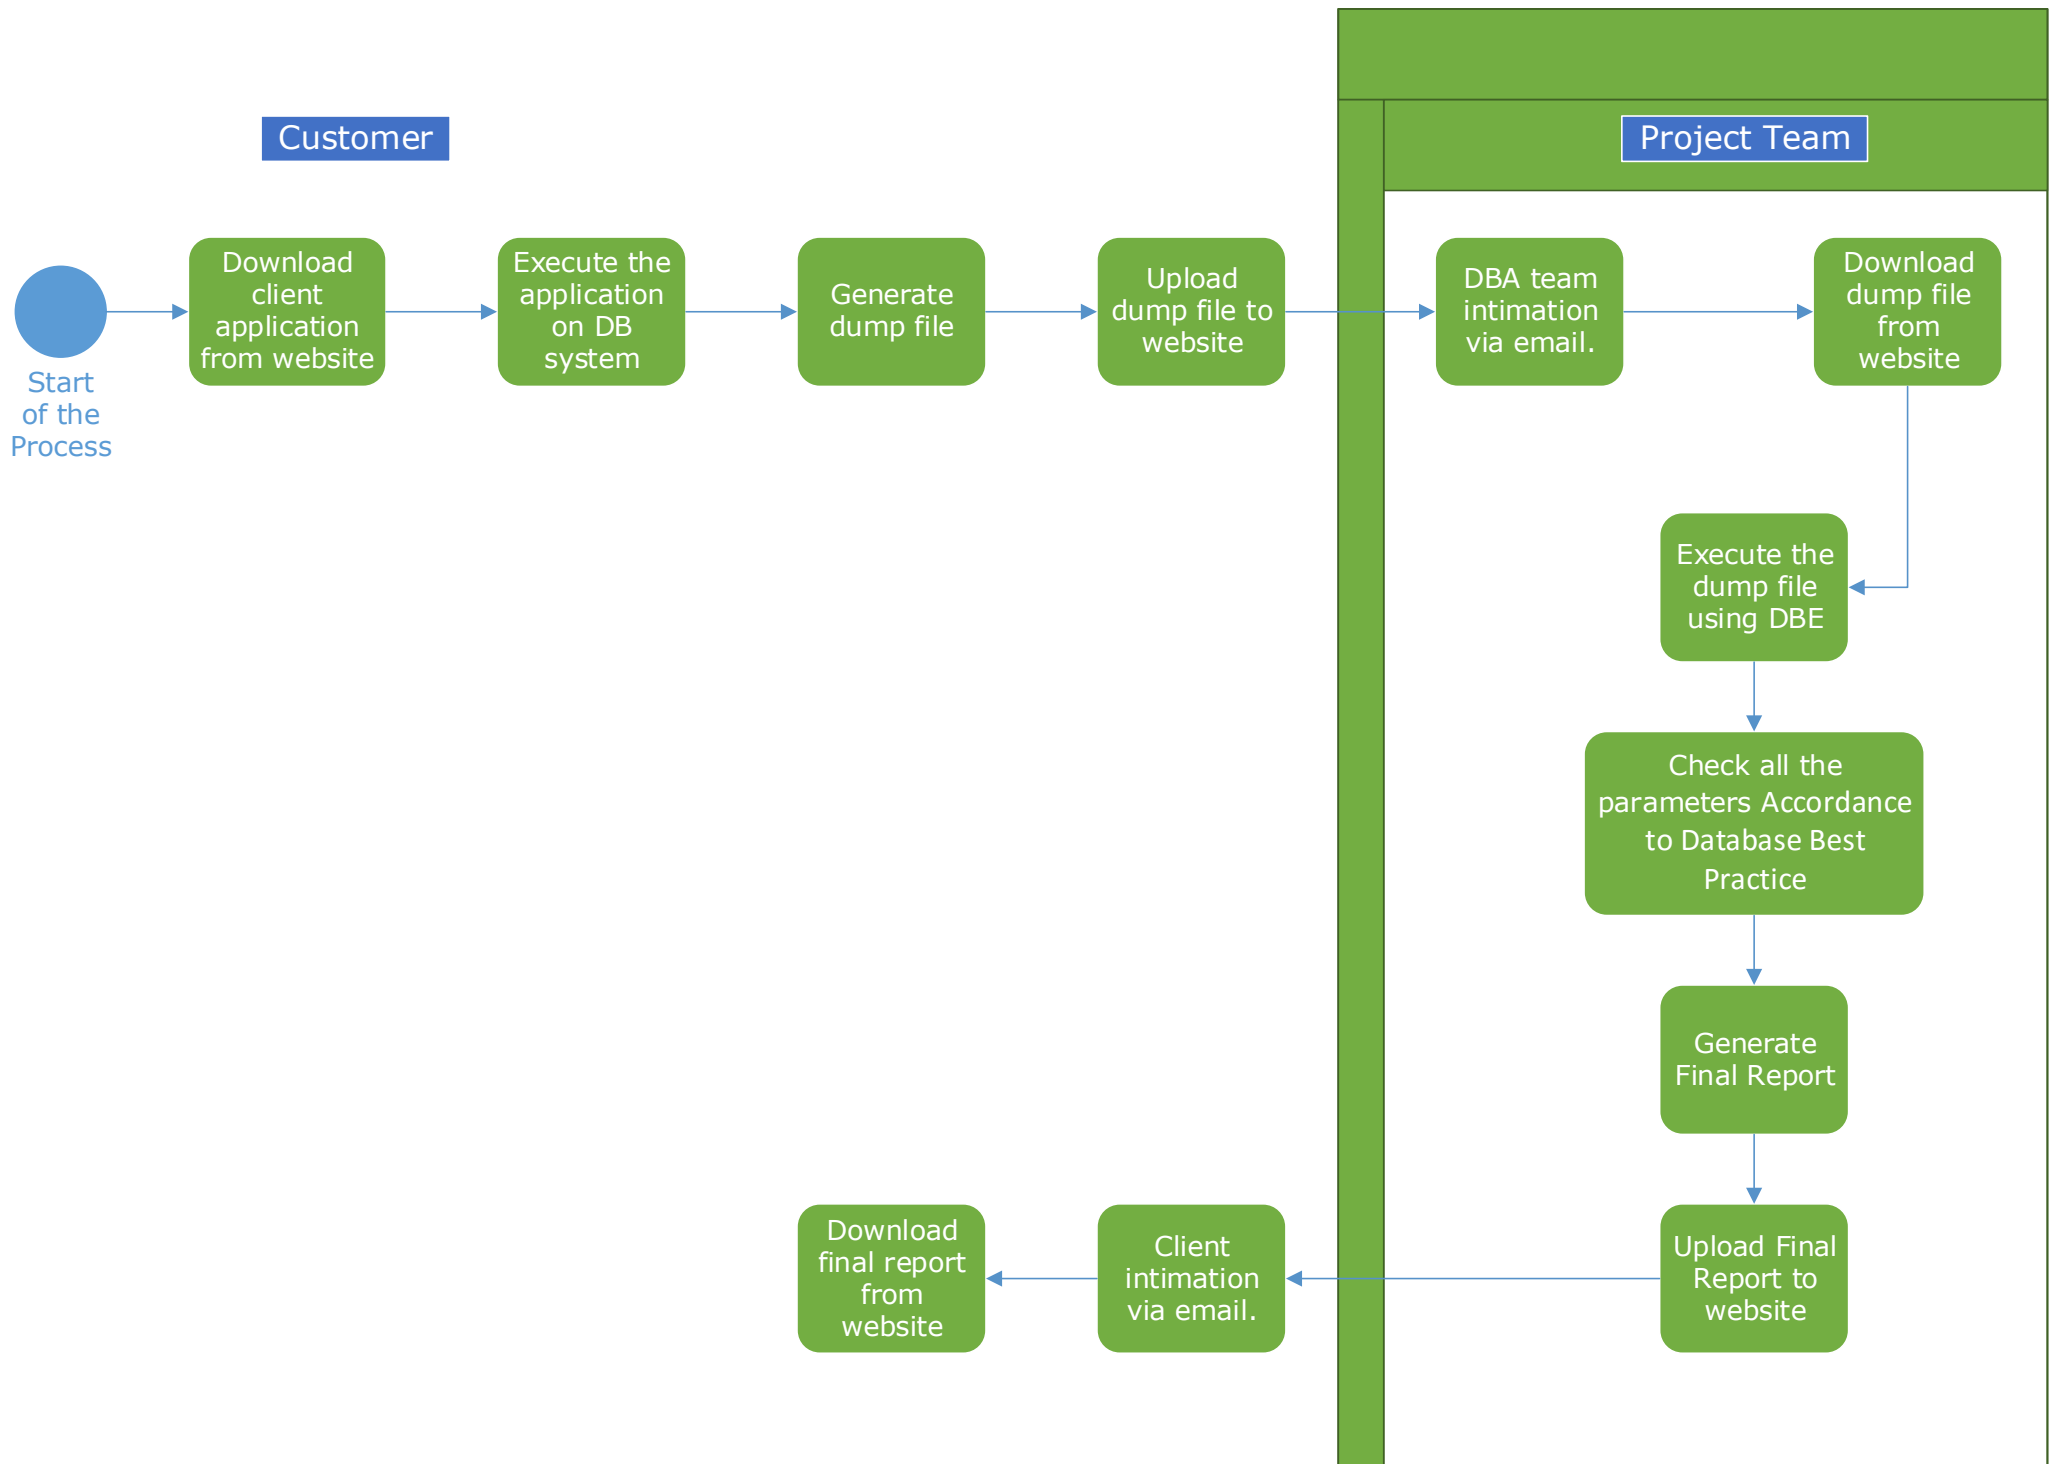 Customer
Project Team
Start
of the
Process
Download
client
application
from website
Execute the
application
on DB
system
Generate
dump file
Upload
dump file to
website
DBA team
intimation
via email.
Download
dump file
from
website
Execute the
dump file
using DBE
Check all the
parameters Accordance
to Database Best
Practice
Generate
Final Report
Upload Final
Report to
website
Client
intimation
via email.
Download
final report
from
website